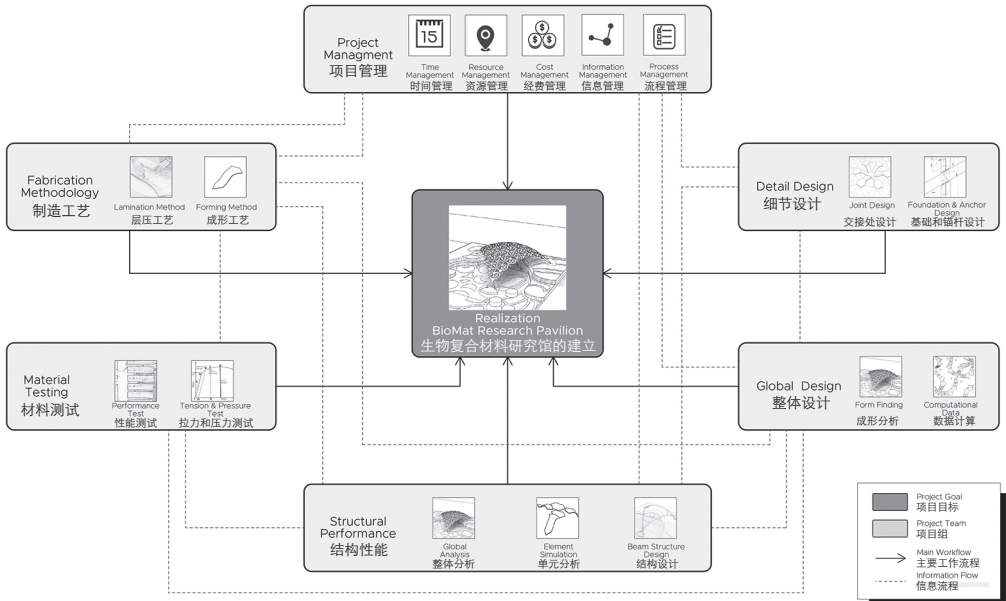 Project
Managment
项目管理
15
Time
Management
时间管理
Resource
Management
资源管理
$ $ $
Cost
Management
经费管理
Information
Management
信息管理
Process
Management
流程管理
Fabrication
Methodology
制造工艺
Lamination Method
层压工艺
Forming Method
成形工艺
Detail Design
细节设计
Joint Design
交接处设计
Foundation & Anchor
Design
基础和锚杆设计
Realization
BioMat Research Pavilion
生物复合材料研究馆的建立
Material
Testing
材料测试
Performance
Test
性能测试
Tension & Pressure
Test
拉力和压力测试
Global Design
整体设计
Form Finding
成形分析
Computational
Data
数据计算
Structural
Performance
结构性能
Global
Analysis
整体分析
Element
Simulation
单元分析
Beam Structure
Design
结构设计
Project Goal
项目目标
Project Team
项目组
Main Workflow
主要工作流程
Information Flow
信息流程